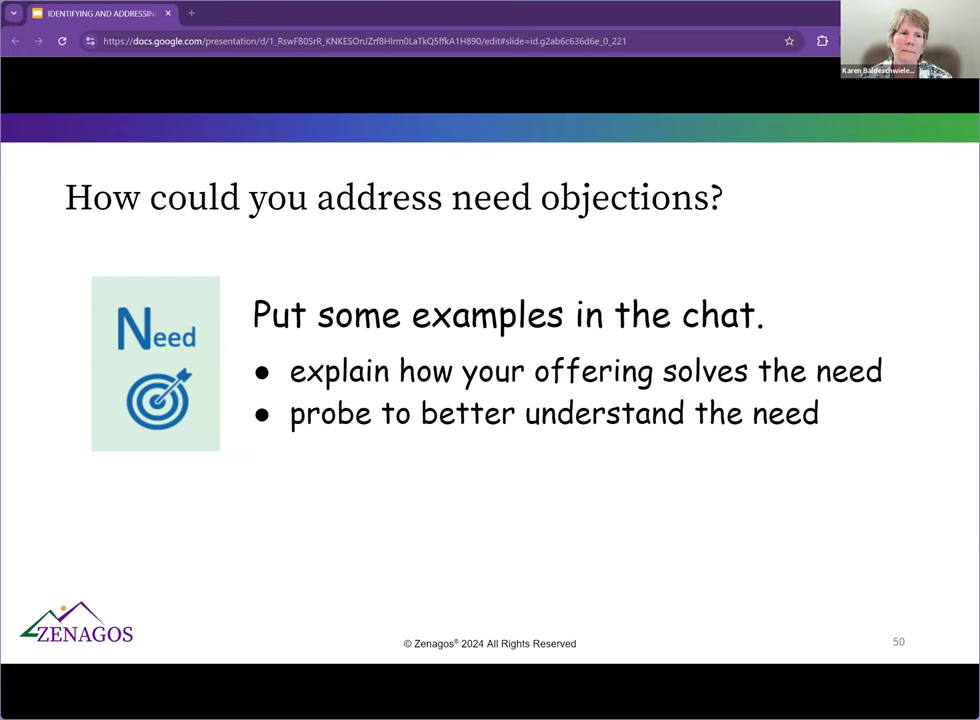 IDENTIFYING AND ADDRESSIN
https://docs.google.com/presentation/d/1_RswFB0SrR_KNKESOnJZrf8Hlrm0LaTkQ5ffkA1H890/edit#slide=id.g2ab6c636d6e_0_221
Karen Baldeschwiele...
How could you address need objections?
Need
Put some examples in the chat.
● explain how your offering solves the need
● probe to better understand the need
ZENAGOS
© Zenagos® 2024 All Rights Reserved
50